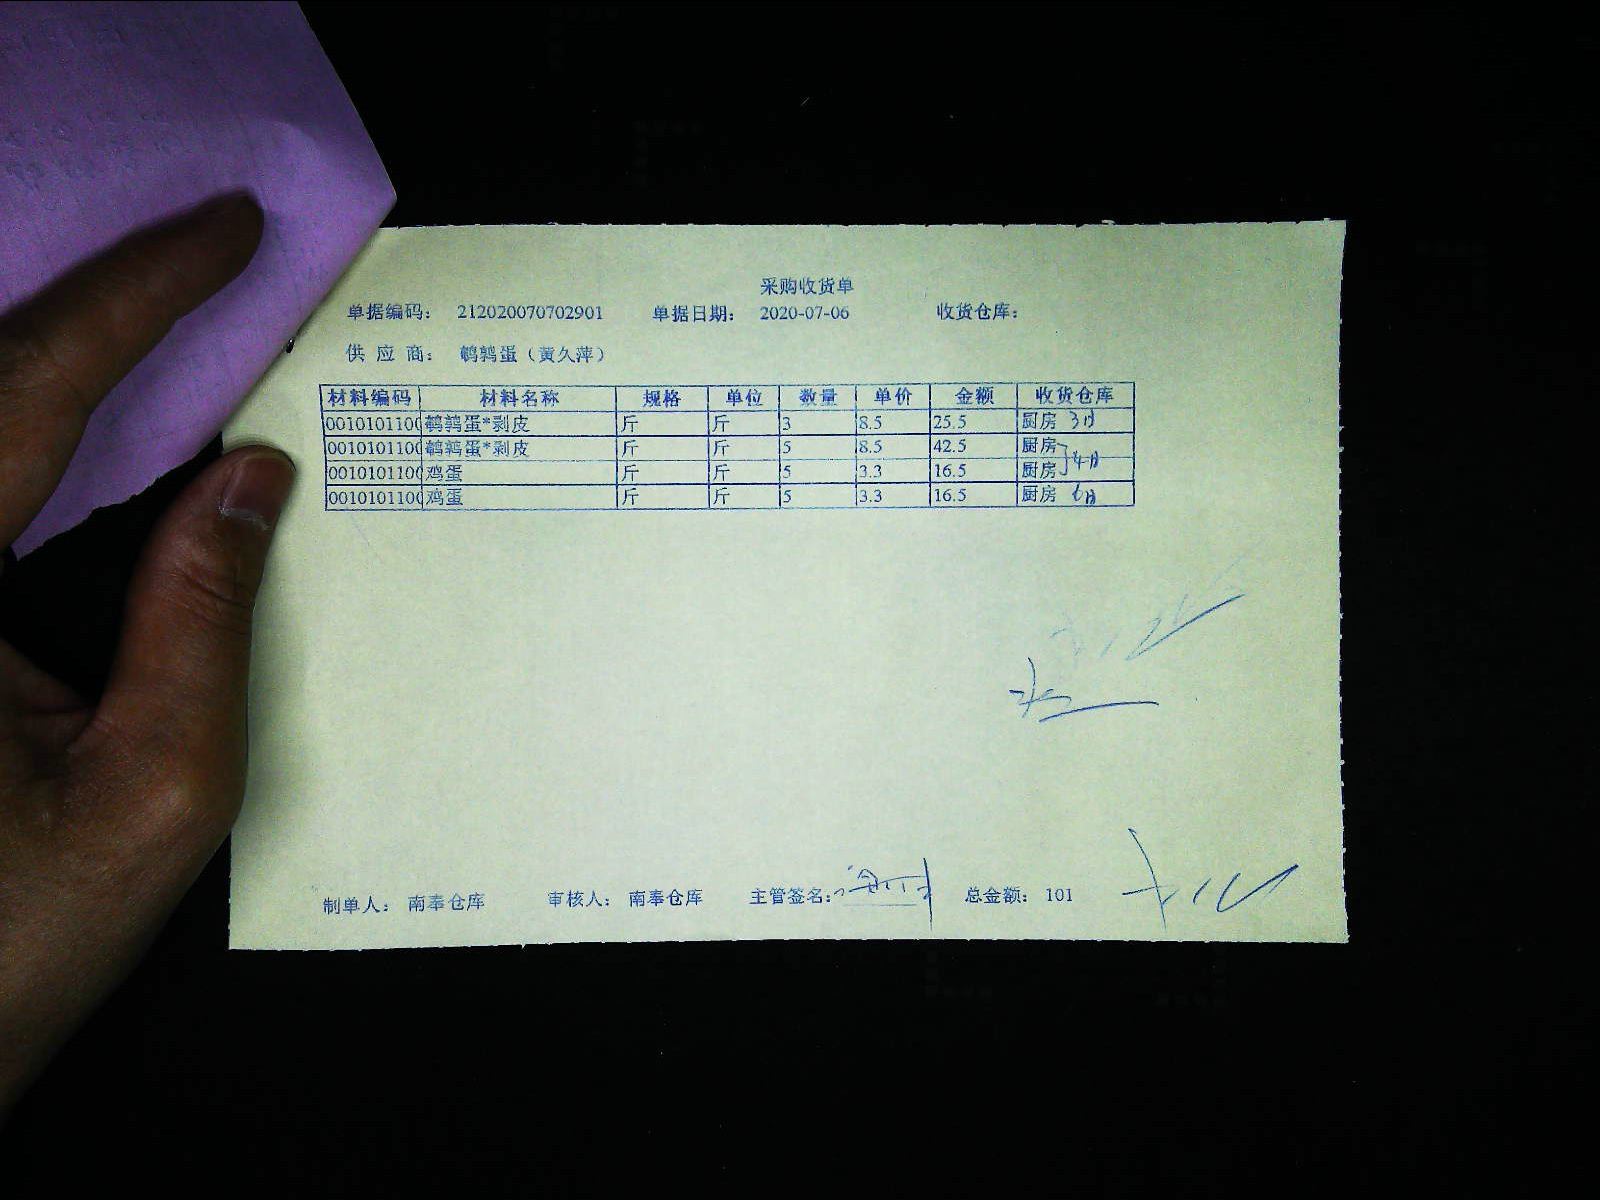 采购收货单
单据编码： 212020070702901 单据日期： 2020-07-06 收货仓库：
供 应 商： 鹌鹑蛋（黄久萍）
材料编码 材料名称 规格 单位 数量 单价 金额 收货仓库
0010101100 鹌鹑蛋*剥皮 斤 斤 3 8.5 25.5 厨房 3日
0010101100 鹌鹑蛋*剥皮 斤 斤 5 8.5 42.5 厨房
0010101100 鸡蛋 斤 斤 5 3.3 16.5 厨房 4日
0010101100 鸡蛋 斤 斤 5 3.3 16.5 厨房 6日
制单人： 南奉仓库 审核人： 南奉仓库 主管签名： 总金额： 101